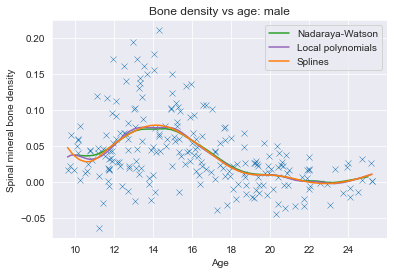 Bone density vs age: male
Nadaraya-Watson
Local polynomials
Splines
Spinal mineral bone density
0.20
0.15
0.10
0.05
0.00
−0.05
10 12 14 16 18 20 22 24
Age